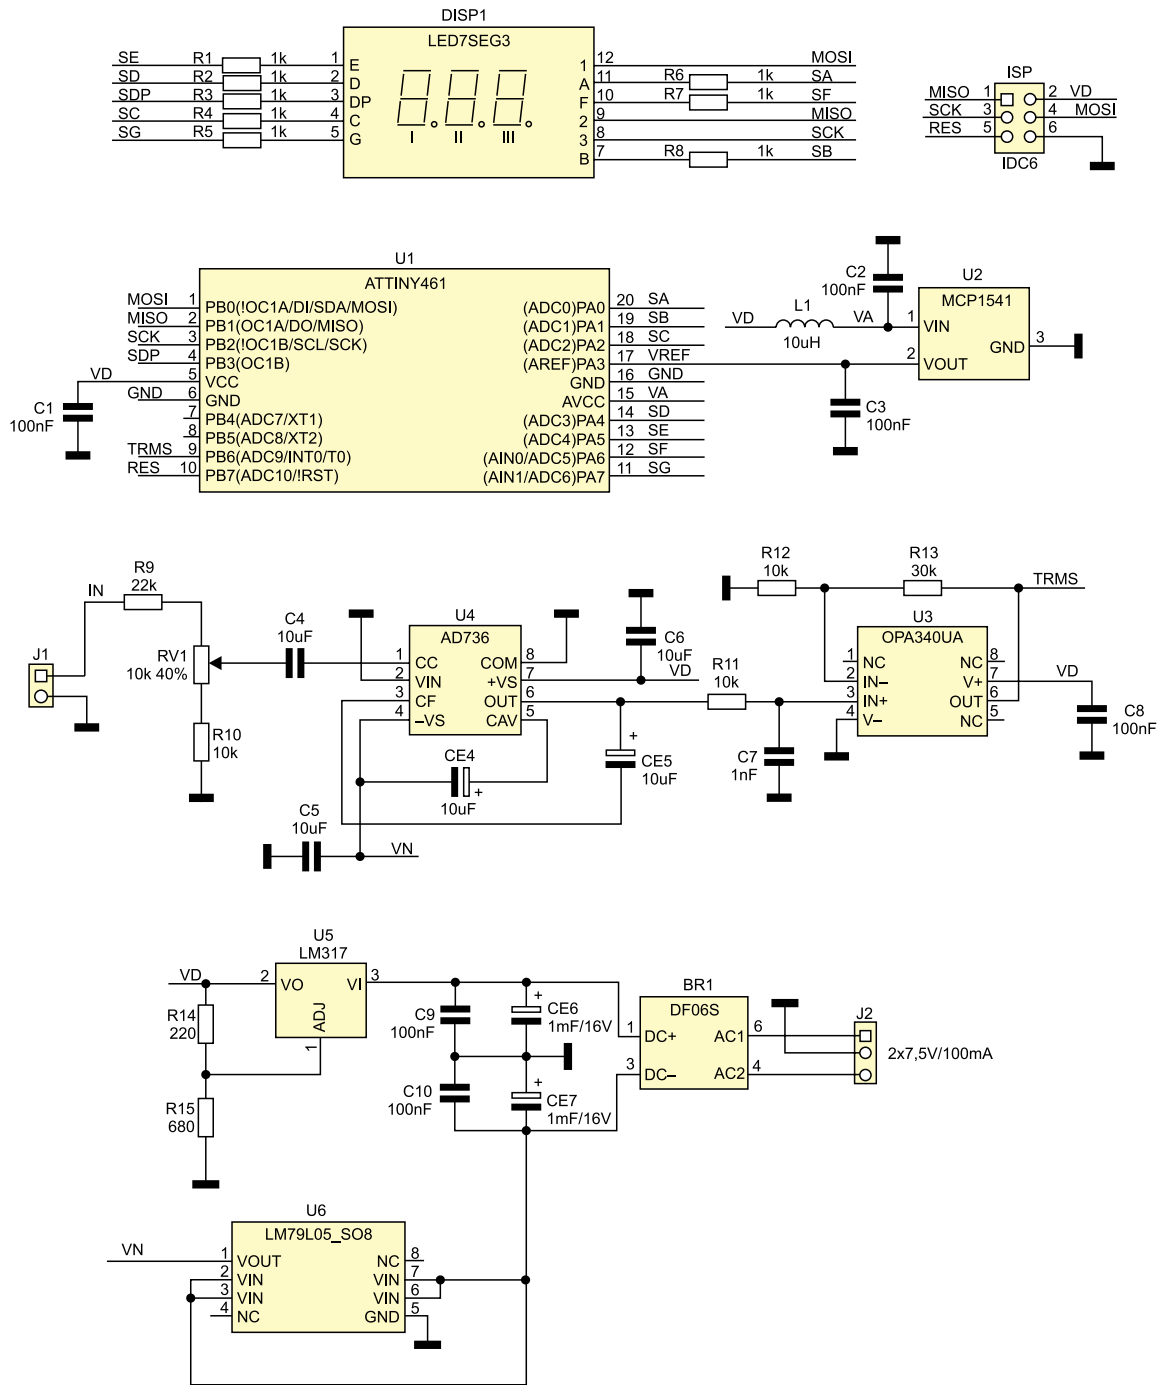 DISP1
LED7SEG3
SE R1 1k 1 E
SD R2 1k 2 D
SDP R3 1k 3 DP
SC R4 1k 4 C
SG R5 1k 5 G
I II III
1 12 MOSI
A 11 R6 1k SA
F 10 R7 1k SF
2 9 MISO
3 8 SCK
B 7 R8 1k SB
ISP
MISO 1 2 VD
SCK 3 4 MOSI
RES 5 6
IDC6
U1
ATTINY461
MOSI 1 PB0(!OC1A/DI/SDA/MOSI) (ADC0)PA0 20 SA
MISO 2 PB1(OC1A/DO/MISO) (ADC1)PA1 19 SB
SCK 3 PB2(!OC1B/SCL/SCK) (ADC2)PA2 18 SC
SDP 4 PB3(OC1B) (AREF)PA3 17 VREF
VD 5 VCC GND 16 GND
GND 6 GND AVCC 15 VA
7 PB4(ADC7/XT1) (ADC3)PA4 14 SD
8 PB5(ADC8/XT2) (ADC4)PA5 13 SE
TRMS 9 PB6(ADC9/INT0/T0) (AIN0/ADC5)PA6 12 SF
RES 10 PB7(ADC10/!RST) (AIN1/ADC6)PA7 11 SG
C1
100nF
C2
100nF
VD L1 VA
10uH
U2
MCP1541
1 VIN
GND 3
2 VOUT
C3
100nF
J1
IN
R9
22k
RV1
10k 40%
R10
10k
C4
10uF
U4
AD736
1 CC COM 8
2 VIN +VS 7 VD
3 CF OUT 6
4 –VS CAV 5
C6
10uF
CE4
10uF +
+
CE5
10uF
C5
10uF
VN
R11
10k
C7
1nF
R12
10k
R13
30k
TRMS
U3
OPA340UA
1 NC NC 8
2 IN– V+ 7 VD
3 IN+ OUT 6
4 V– NC 5
C8
100nF
U5
LM317
VD 2 VO VI 3
ADJ
1
R14
220
R15
680
C9
100nF
+
CE6
1mF/16V
C10
100nF
+
CE7
1mF/16V
BR1
DF06S
1 DC+ AC1 6
3 DC– AC2 4
J2
2x7,5V/100mA
U6
LM79L05_SO8
VN 1 VOUT NC 8
2 VIN VIN 7
3 VIN VIN 6
4 NC GND 5